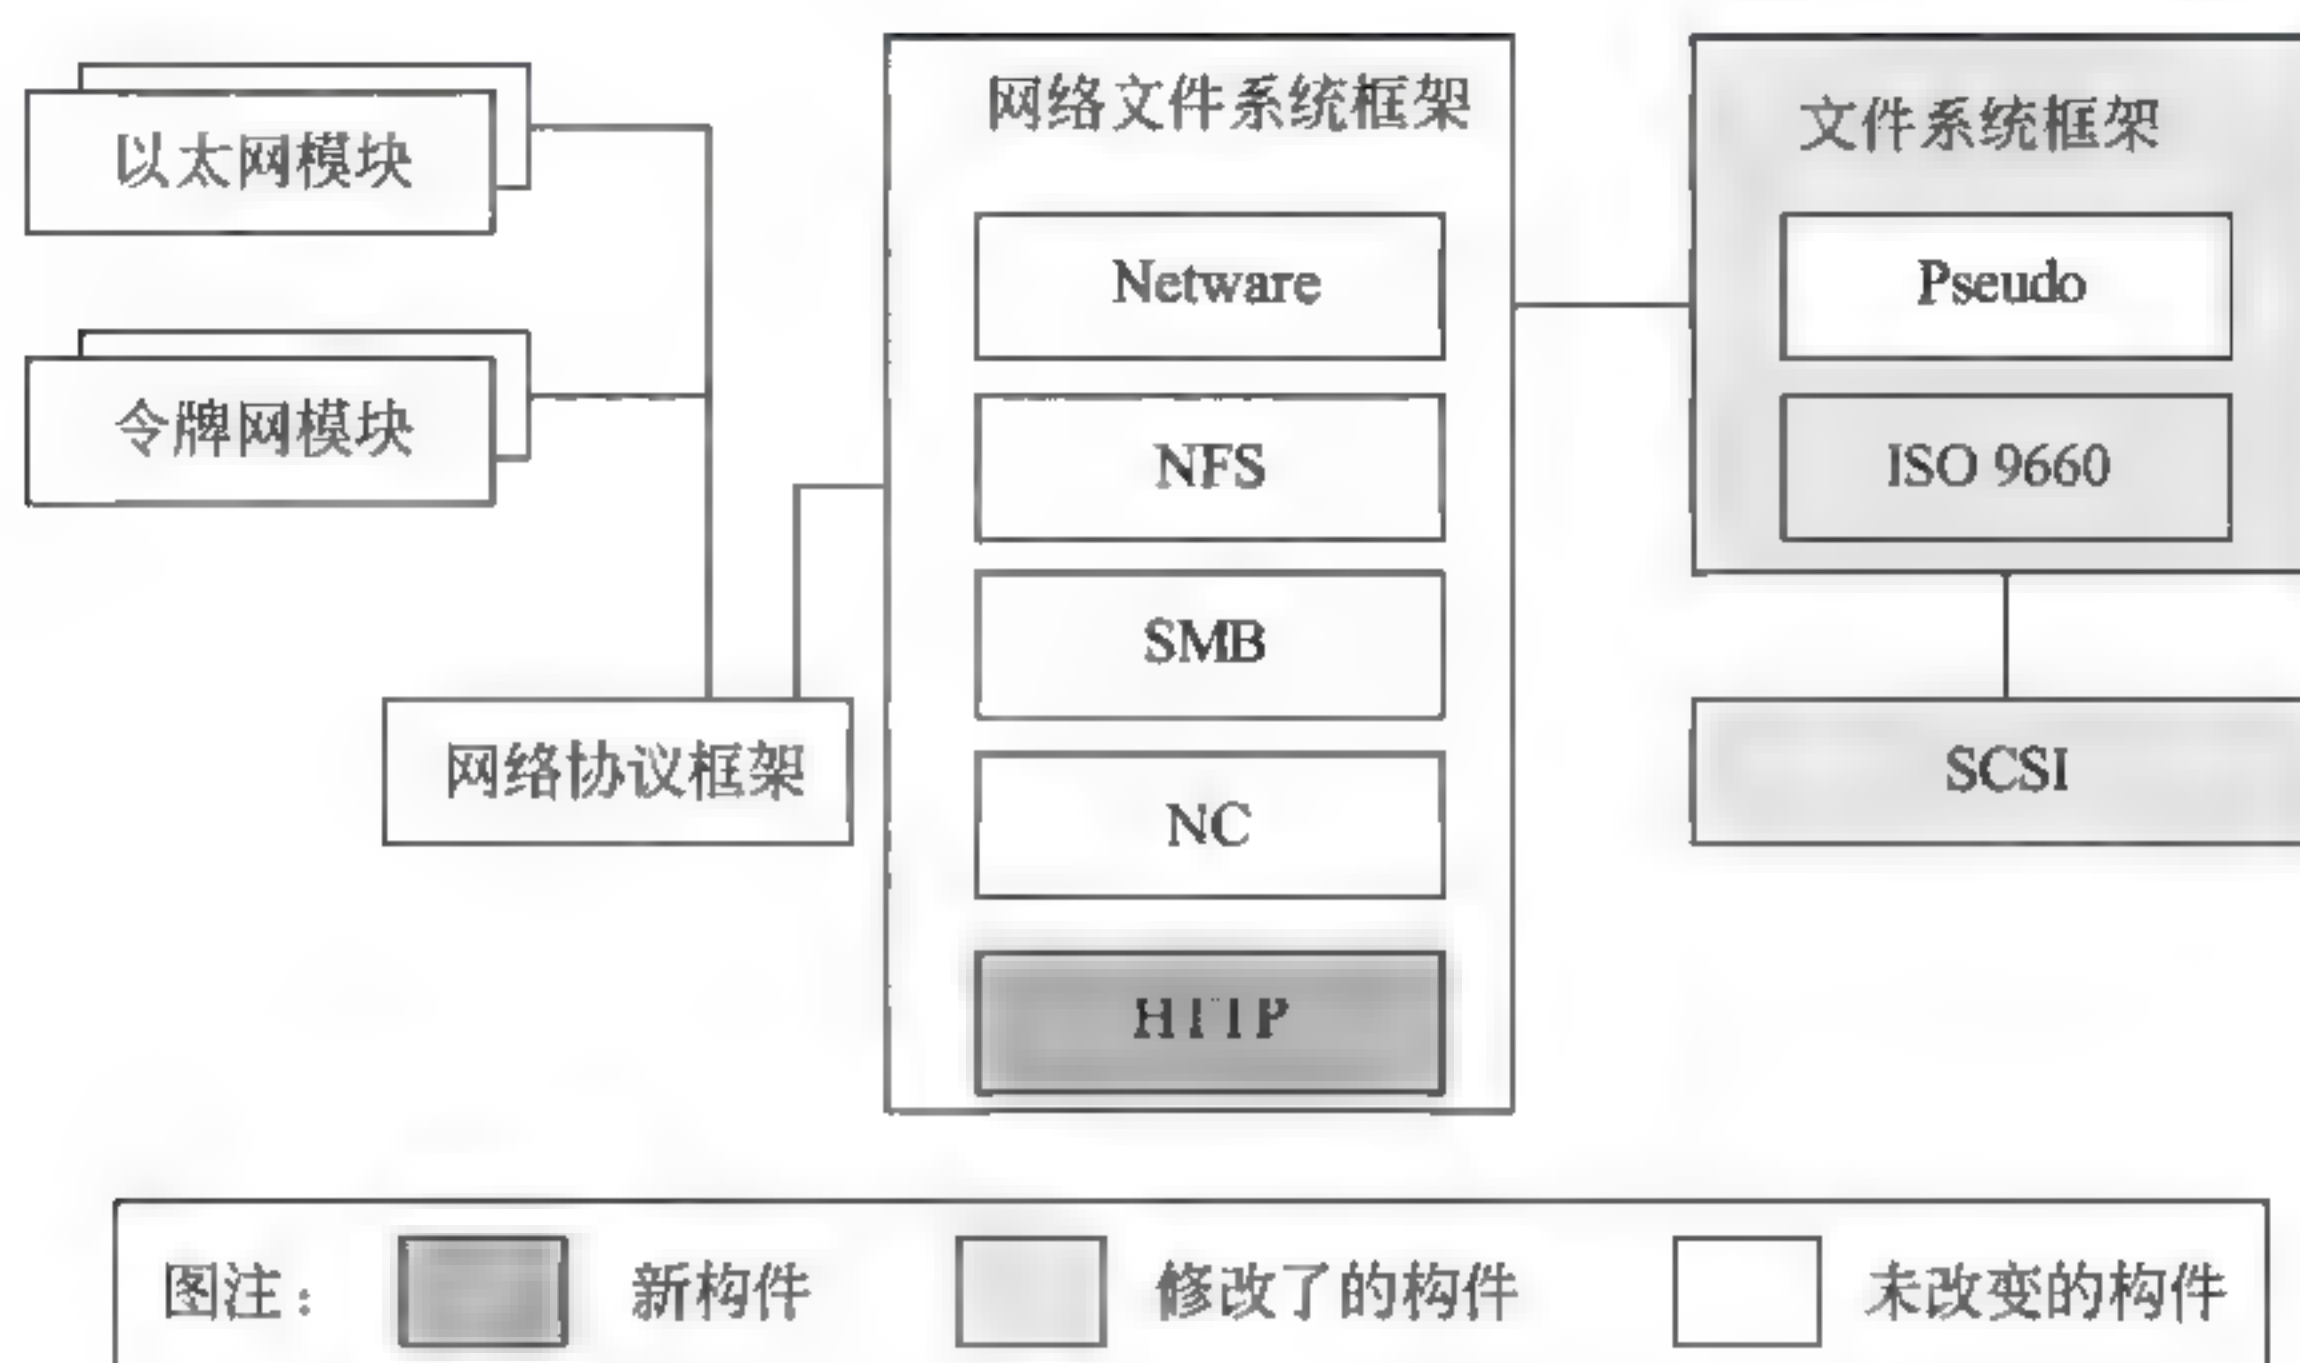 以太网模块
令牌网模块
网络协议框架
网络文件系统框架
Netware
NFS
SMB
NC
HTTP
文件系统框架
Pseudo
ISO 9660
SCSI
图注：
新构件
修改了的构件
未改变的构件